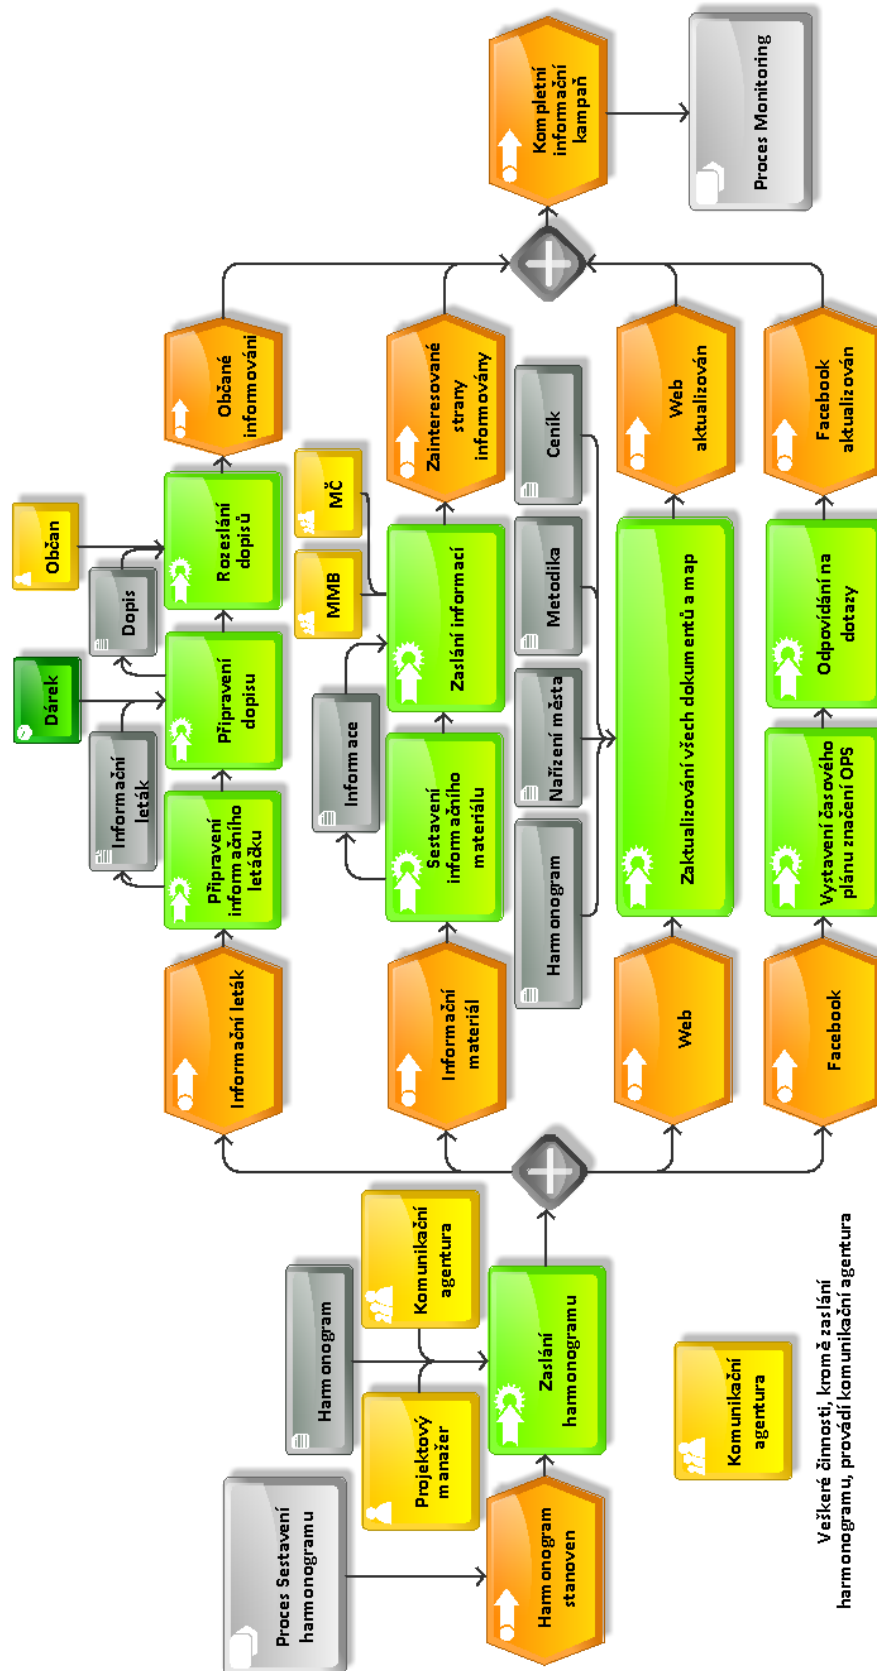 Proces Sestavení
harmonogramu
Harmonogram
stanoven
Harmonogram
Projektový
manažer
Komunikační
agentura
Zaslání
harmonogramu
Informační leták
Připravení
informačního
letáčku
Informační
leták
Dárek
Připravení
dopisu
Dopis
Občan
Rozeslání
dopisů
Občané
informováni
Informační
materiál
Sestavení
informačního
materiálu
Informace
Zaslání informací
MMB
MČ
Zainteresované
strany
informovány
Harmonogram
Nařízení města
Metodika
Ceník
Web
Zaktualizování všech dokumentů a map
Web
aktualizován
Facebook
Vystavení časového
plánu značení OPS
Odpovídání na
dotazy
Facebook
aktualizován
Kompletní
informační
kampaň
Proces Monitoring
Komunikační
agentura
Veškeré činnosti, kromě zaslání
harmonogramu, provádí komunikační agentura